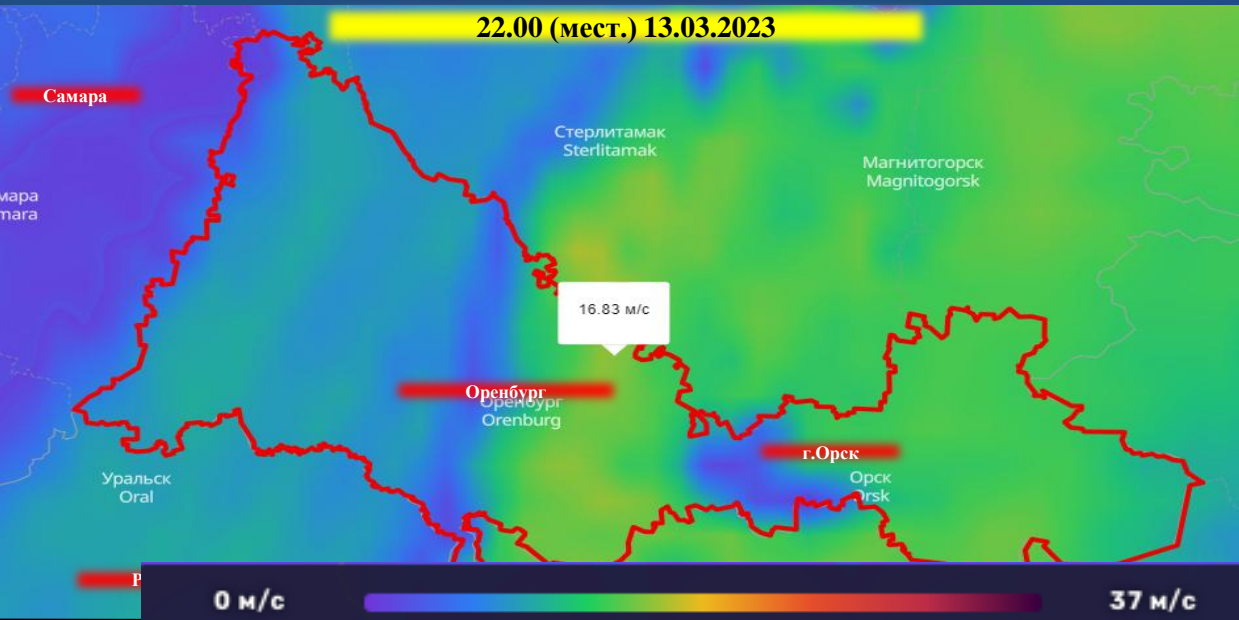 22.00 (мест.) 13.03.2023
Самара
Стерлитамак
Sterlitamak
Магнитогорск
Magnitogorsk
мара
mara
16.83 м/с
Оренбург
Оренбург
Orenburg
г.Орск
Уральск
Oral
Орск
Orsk
Р
0 м/с
37 м/с